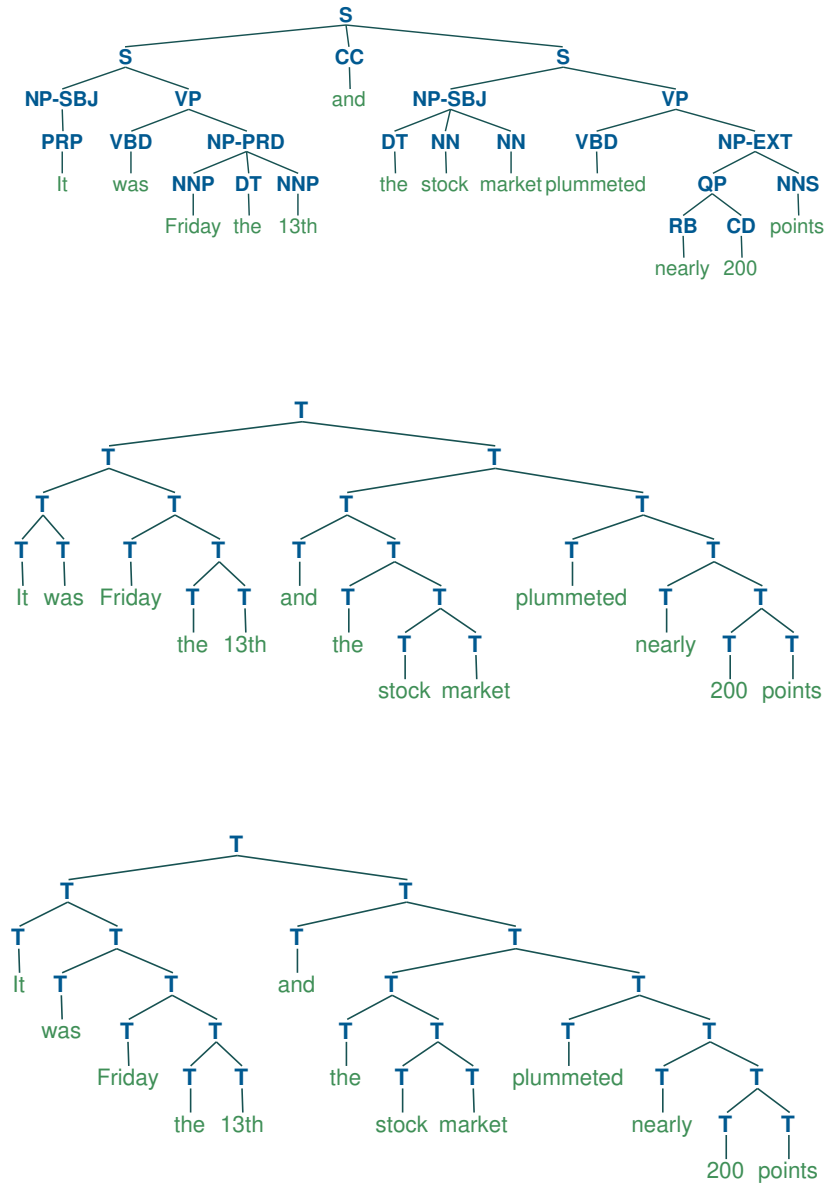 S
S CC S
NP-SBJ VP and NP-SBJ VP
PRP VBD NP-PRD DT NN NN VBD NP-EXT
It was NNP DT NNP the stock market plummeted QP NNS
Friday the 13th RB CD points
nearly 200
T
T T
T T T T
T T T T T T T T
It was Friday T T and T T plummeted T T
the 13th the T T nearly T T
stock market 200 points
T
T T
T T T T
It T T and T T
was T T T T T T
Friday T T the T T plummeted T T
the 13th stock market nearly T T
200 points